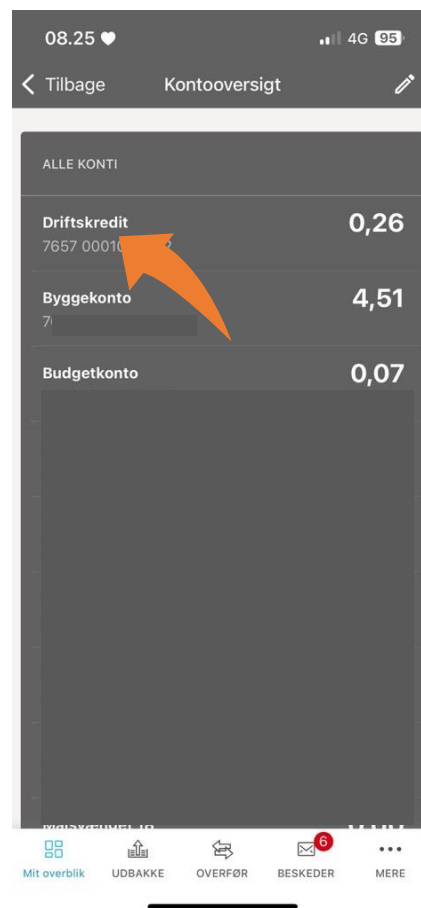 08.25
4G 95
Tilbage Kontooversigt
ALLE KONTI
Driftskredit 0,26
7657 0001
Byggekonto 4,51
Budgetkonto 0,07
6
Mit overblik UDBAKKE OVERFØR BESKEDER MERE